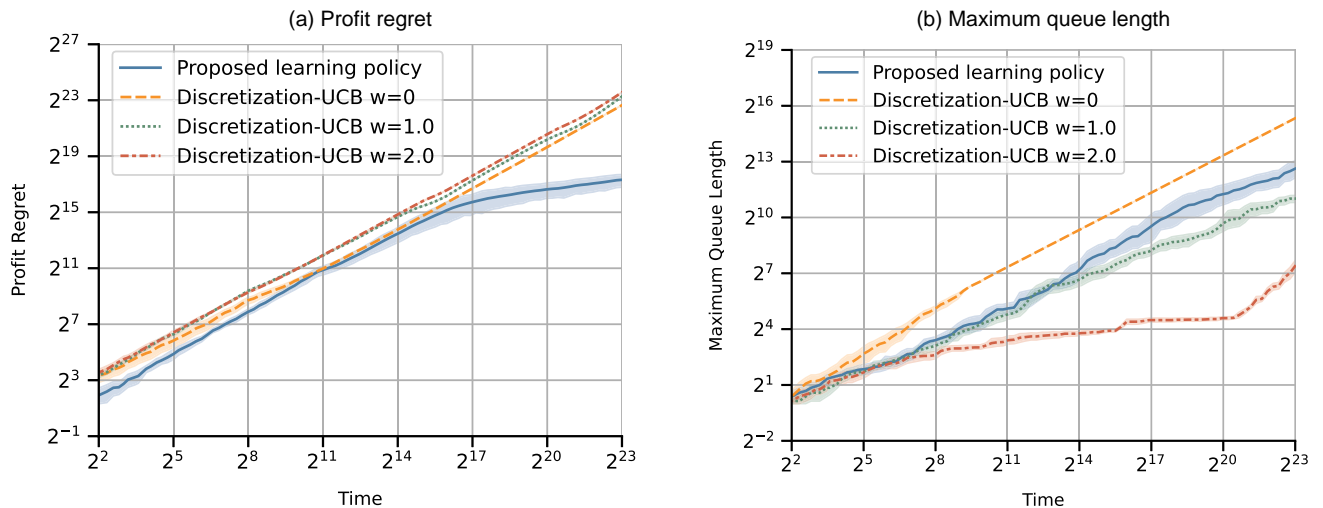 (a) Profit regret
Profit Regret
2^27
2^23
2^19
2^15
2^11
2^7
2^3
2^−1
Proposed learning policy
Discretization-UCB w=0
Discretization-UCB w=1.0
Discretization-UCB w=2.0
2^2 2^5 2^8 2^11 2^14 2^17 2^20 2^23
Time
(b) Maximum queue length
Maximum Queue Length
2^19
2^16
2^13
2^10
2^7
2^4
2^1
2^−2
Proposed learning policy
Discretization-UCB w=0
Discretization-UCB w=1.0
Discretization-UCB w=2.0
2^2 2^5 2^8 2^11 2^14 2^17 2^20 2^23
Time